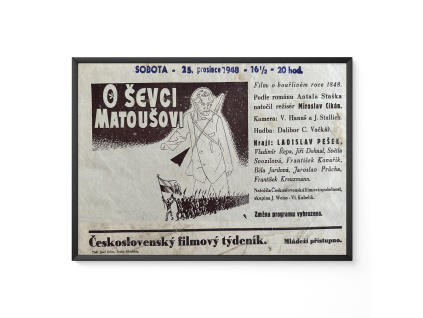 SOBOTA - 25. prosince 1948 - 16½ - 20 hod.
O ŠEVCI
MATOUŠOVI
Film o bouřlivém roce 1848.
Podle románu Antala Staška
natočil režisér Miroslav Cikán.
Kamera: V. Hanuš a J. Stallich.
Hudba: Dalibor C. Vačkář.
Hrají: LADISLAV PEŠEK,
Vladimír Řepa, Jiří Dohnal, Světla
Svozilová, František Kovářík,
Běla Jurdová, Jaroslav Průcha,
František Kreuzmann.
Natočila Československá filmová společnost,
skupina J. Weiss - Vl. Kabelík.
Změna programu vyhrazena.
Československý filmový týdeník.
Mládeži přístupno.